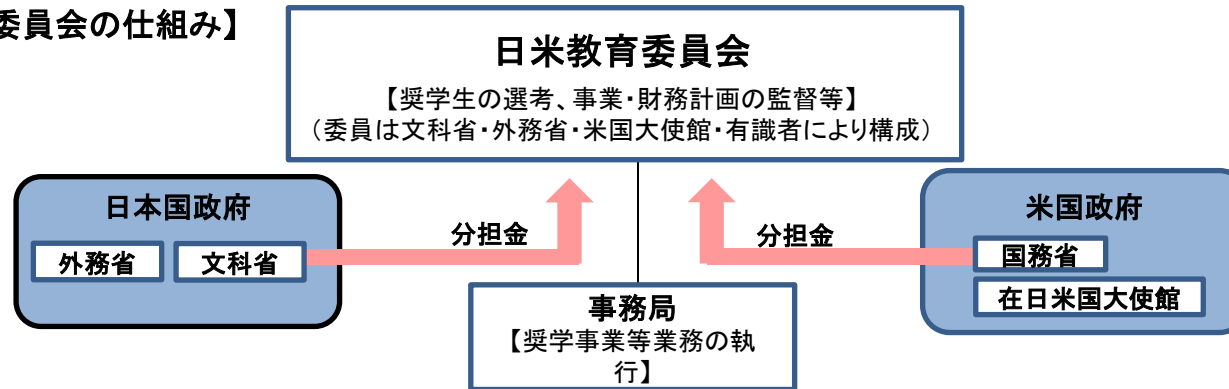 委員会の仕組み】
日米教育委員会
【奨学生の選考、事業・財務計画の監督等】
（委員は文科省・外務省・米国大使館・有識者により構成）
日本国政府
外務省
文科省
分担金
分担金
米国政府
国務省
在日米国大使館
事務局
【奨学事業等業務の執
行】